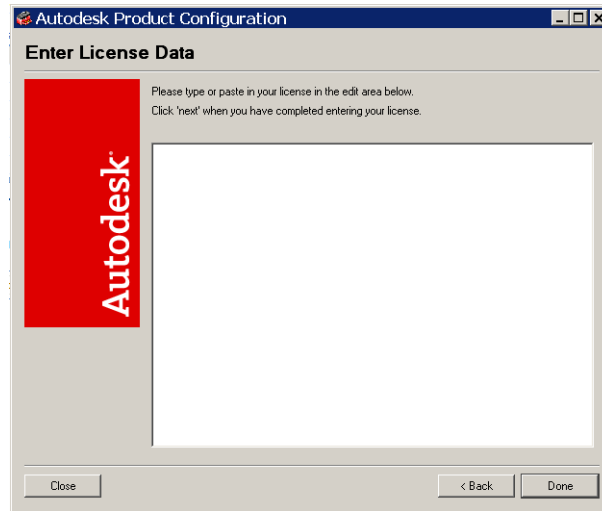 Autodesk Product Configuration
Enter License Data
Please type or paste in your license in the edit area below.
Click 'next' when you have completed entering your license.
Autodesk
Close
< Back
Done